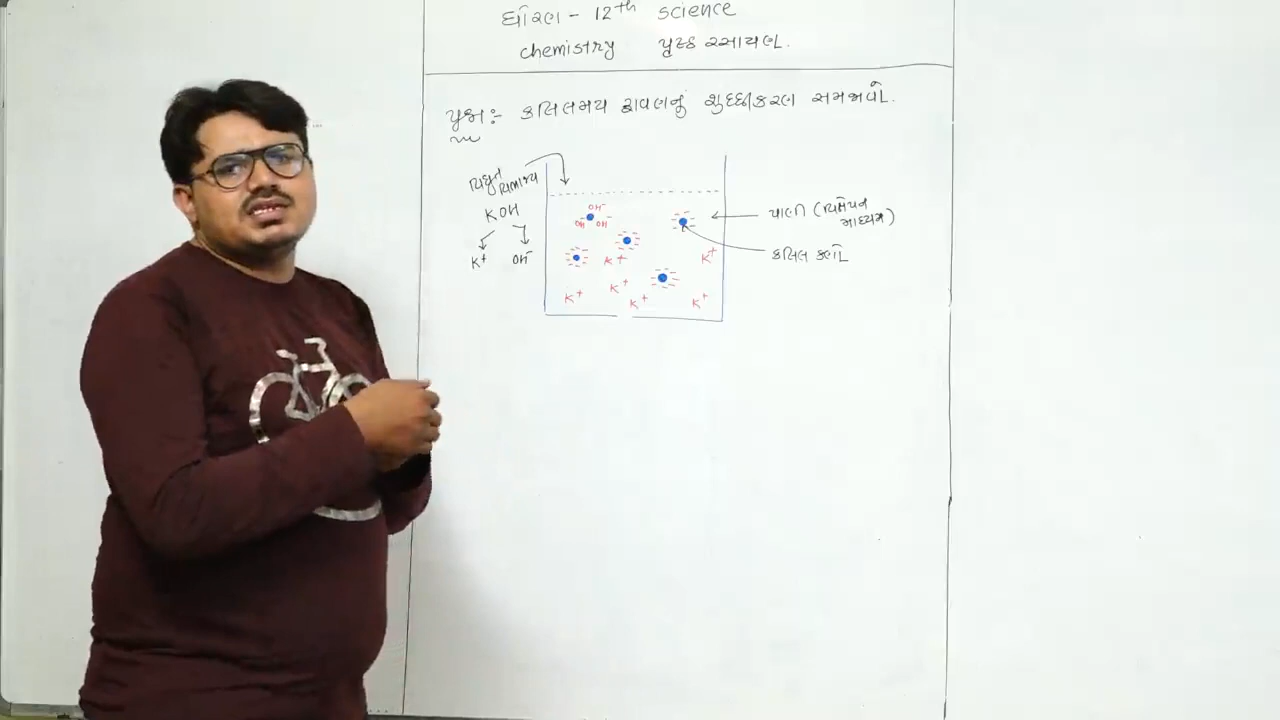 ધોરણ - 12th science
chemistry પૃષ્ઠ રસાયણ.
પ્રશ્ન:- કલિલમય દ્રાવણનું શુદ્ધીકરણ સમજાવો.
વિદ્યુત
વિભાજ્ય
KOH
K+ OH-
OH-
OH- OH-
K+
K+
K+
K+
K+
K+
પાણી (વિક્ષેપન
માધ્યમ)
કલિલ કણો